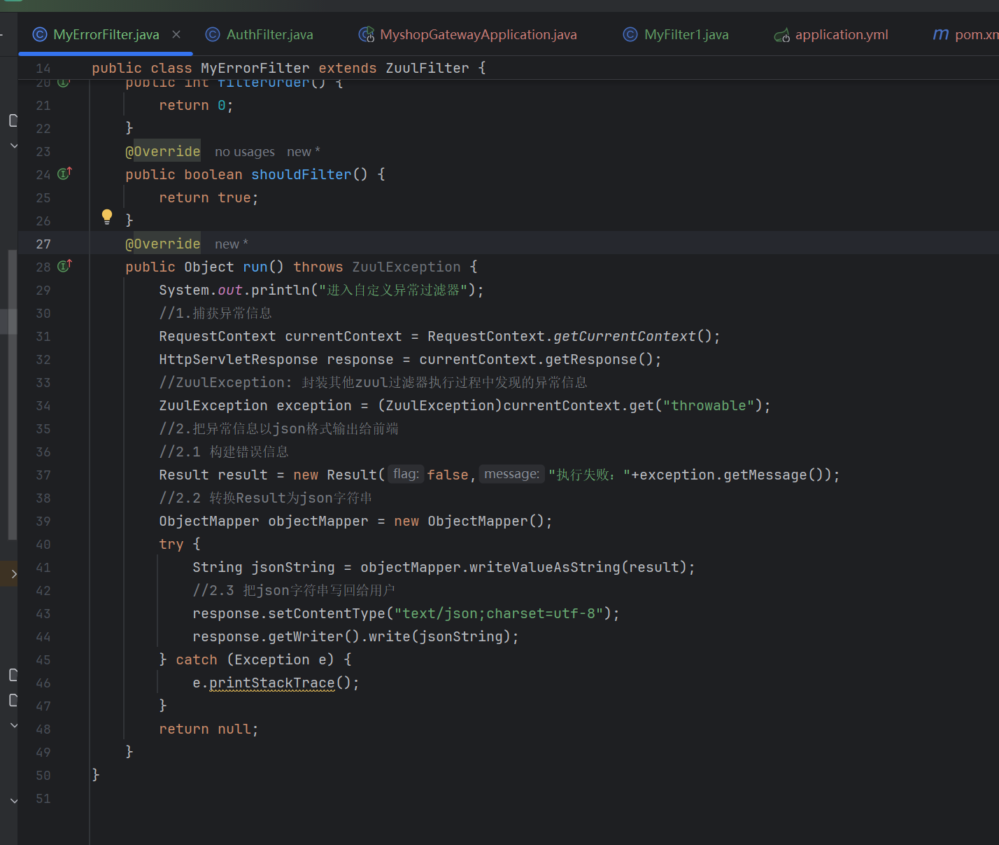 MyErrorFilter.java AuthFilter.java MyshopGatewayApplication.java MyFilter1.java application.yml pom.xm
14 public class MyErrorFilter extends ZuulFilter {
20 public int filterOrder() {
21 return 0;
22 }
23 @Override no usages new *
24 public boolean shouldFilter() {
25 return true;
26 }
27 @Override new *
28 public Object run() throws ZuulException {
29 System.out.println("进入自定义异常过滤器");
30 //1.捕获异常信息
31 RequestContext currentContext = RequestContext.getCurrentContext();
32 HttpServletResponse response = currentContext.getResponse();
33 //ZuulException: 封装其他zuul过滤器执行过程中发现的异常信息
34 ZuulException exception = (ZuulException)currentContext.get("throwable");
35 //2.把异常信息以json格式输出给前端
36 //2.1 构建错误信息
37 Result result = new Result( flag: false, message: "执行失败："+exception.getMessage());
38 //2.2 转换Result为json字符串
39 ObjectMapper objectMapper = new ObjectMapper();
40 try {
41 String jsonString = objectMapper.writeValueAsString(result);
42 //2.3 把json字符串写回给用户
43 response.setContentType("text/json;charset=utf-8");
44 response.getWriter().write(jsonString);
45 } catch (Exception e) {
46 e.printStackTrace();
47 }
48 return null;
49 }
50 }
51